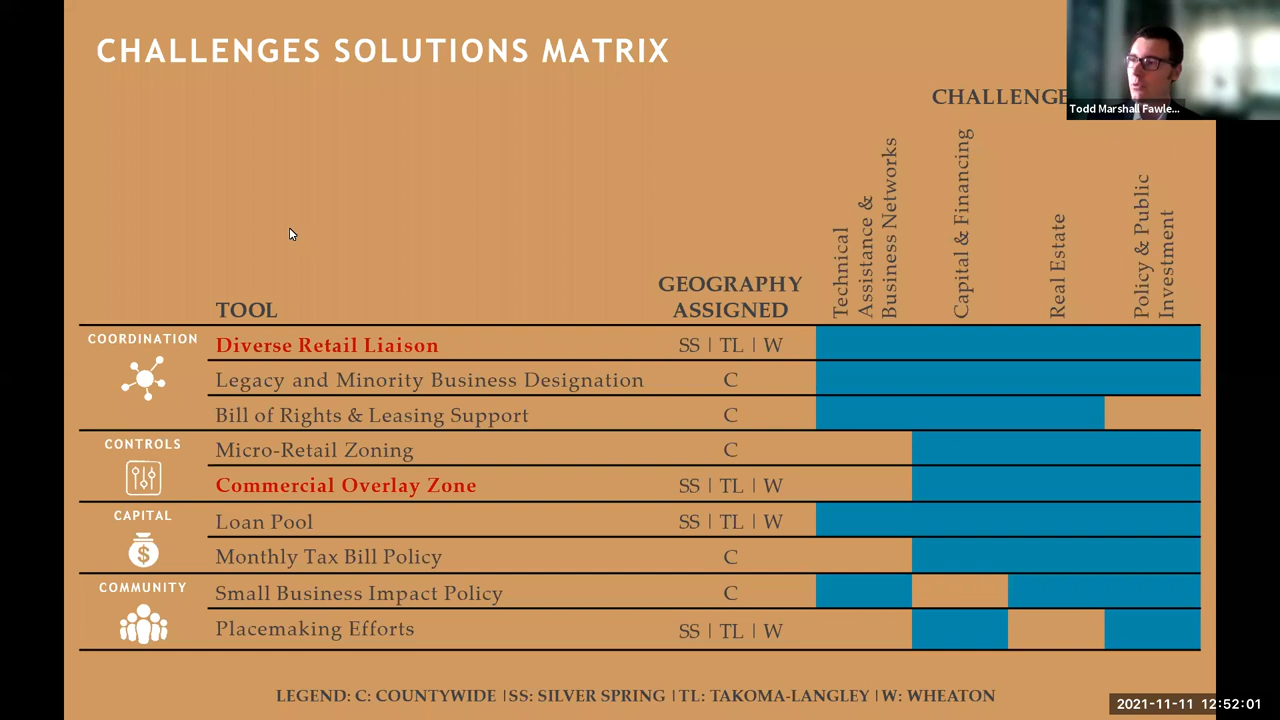 CHALLENGES SOLUTIONS MATRIX
CHALLENGE
Todd Marshall Fawle...
TOOL
GEOGRAPHY
ASSIGNED
Technical
Assistance &
Business Networks
Capital & Financing
Real Estate
Policy & Public
Investment
COORDINATION
Diverse Retail Liaison
SS | TL | W
Legacy and Minority Business Designation
C
Bill of Rights & Leasing Support
C
CONTROLS
Micro-Retail Zoning
C
Commercial Overlay Zone
SS | TL | W
CAPITAL
Loan Pool
SS | TL | W
$
Monthly Tax Bill Policy
C
COMMUNITY
Small Business Impact Policy
C
Placemaking Efforts
SS | TL | W
LEGEND: C: COUNTYWIDE |SS: SILVER SPRING |TL: TAKOMA-LANGLEY |W: WHEATON
2021-11-11 12:52:01